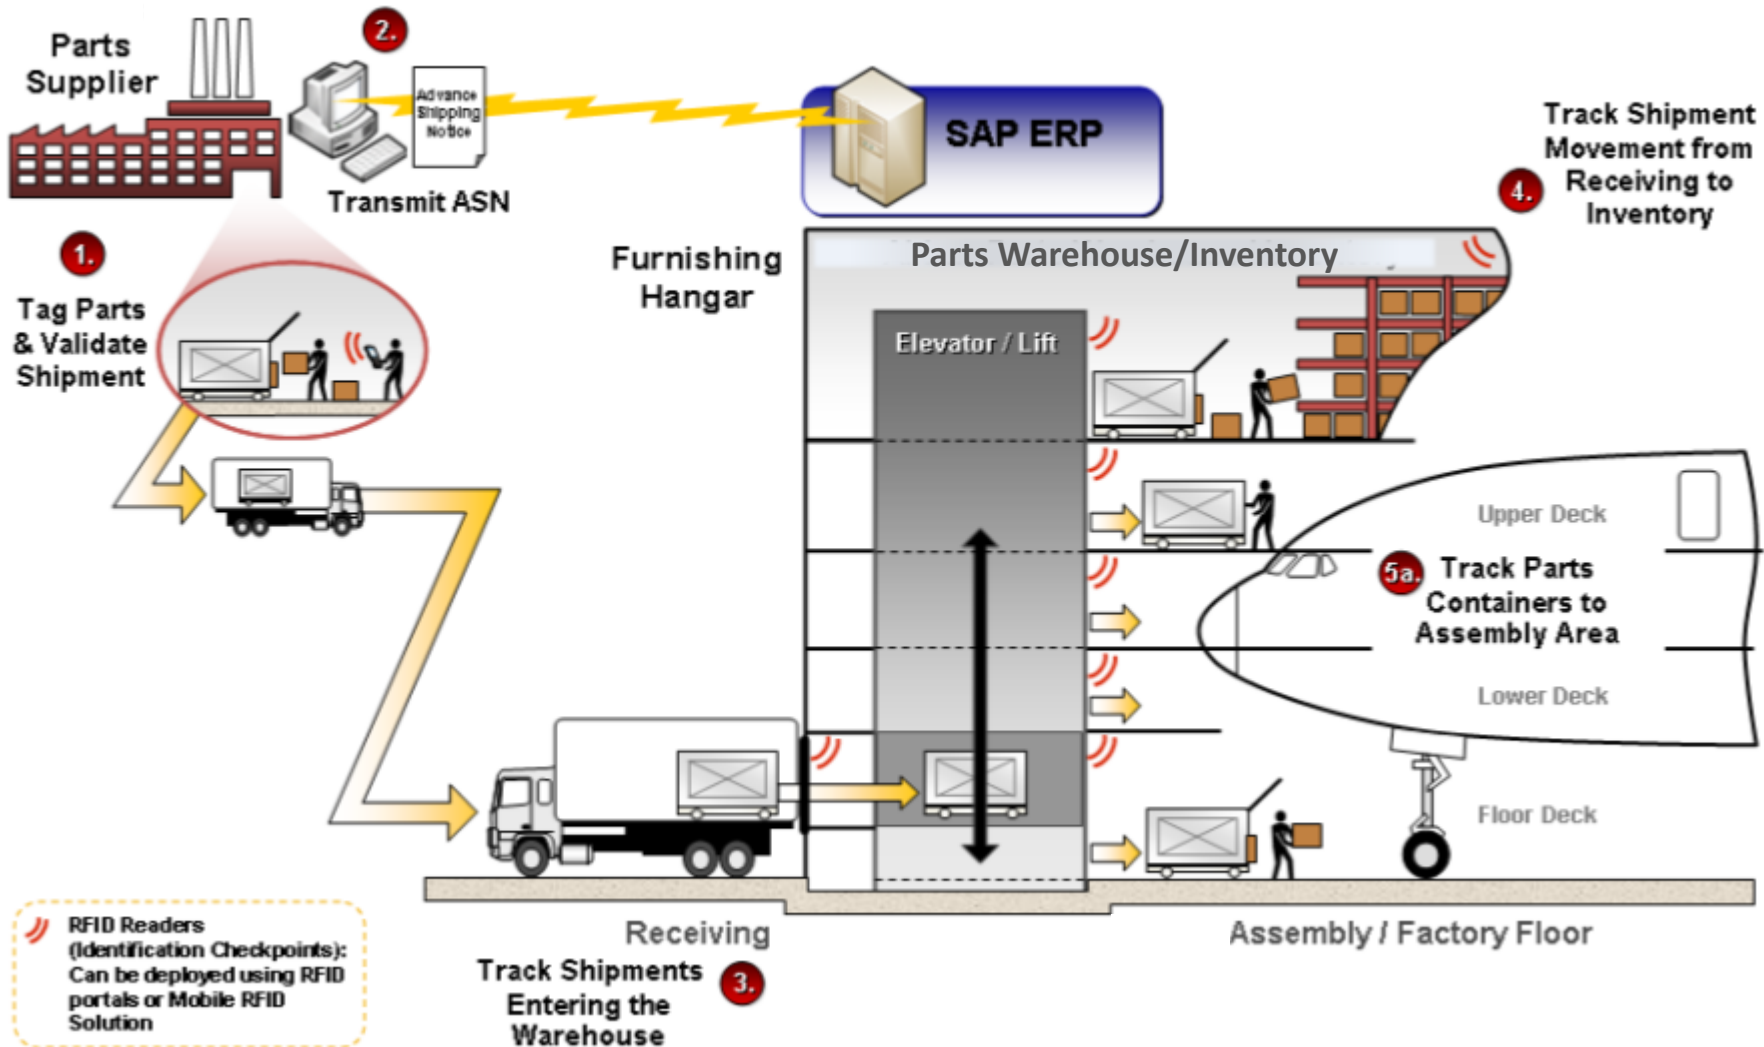 Parts
Supplier
2.
Advance
Shipping
Notice
Transmit ASN
SAP ERP
Track Shipment
Movement from
4. Receiving to
Inventory
1.
Tag Parts
& Validate
Shipment
Furnishing
Hangar
Parts Warehouse/Inventory
Elevator / Lift
Upper Deck
5a. Track Parts
Containers to
Assembly Area
Lower Deck
Floor Deck
RFID Readers
(Identification Checkpoints):
Can be deployed using RFID
portals or Mobile RFID
Solution
Receiving
Track Shipments
3.
Entering the
Warehouse
Assembly / Factory Floor